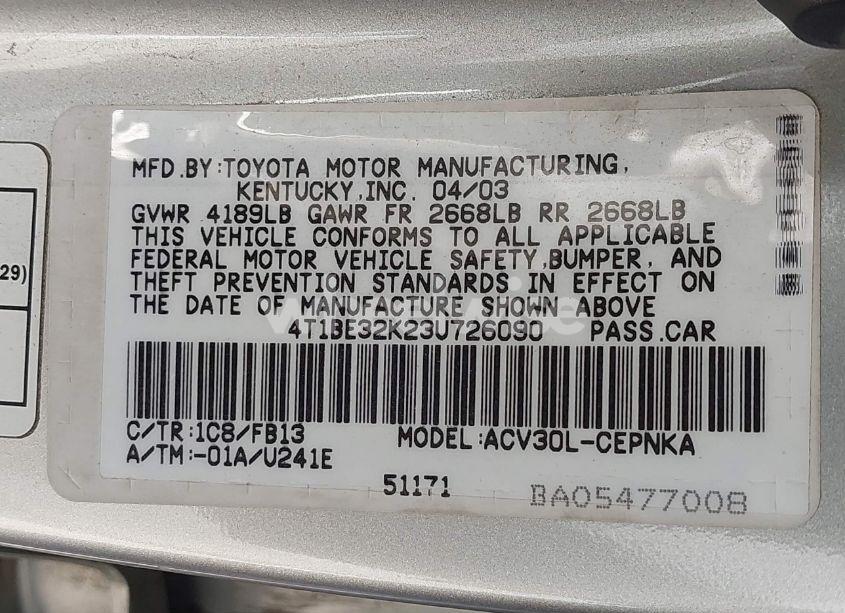 MFD.BY:TOYOTA MOTOR MANUFACTURING,
KENTUCKY,INC. 04/03
GVWR 4189LB GAWR FR 2668LB RR 2668LB
THIS VEHICLE CONFORMS TO ALL APPLICABLE
FEDERAL MOTOR VEHICLE SAFETY,BUMPER, AND
THEFT PREVENTION STANDARDS IN EFFECT ON
THE DATE OF MANUFACTURE SHOWN ABOVE
4T1BE32K23U726090 PASS.CAR
C/TR:1C8/FB13 MODEL:ACV30L-CEPNKA
A/TM:-01A/U241E
51171 BA05477008
29)